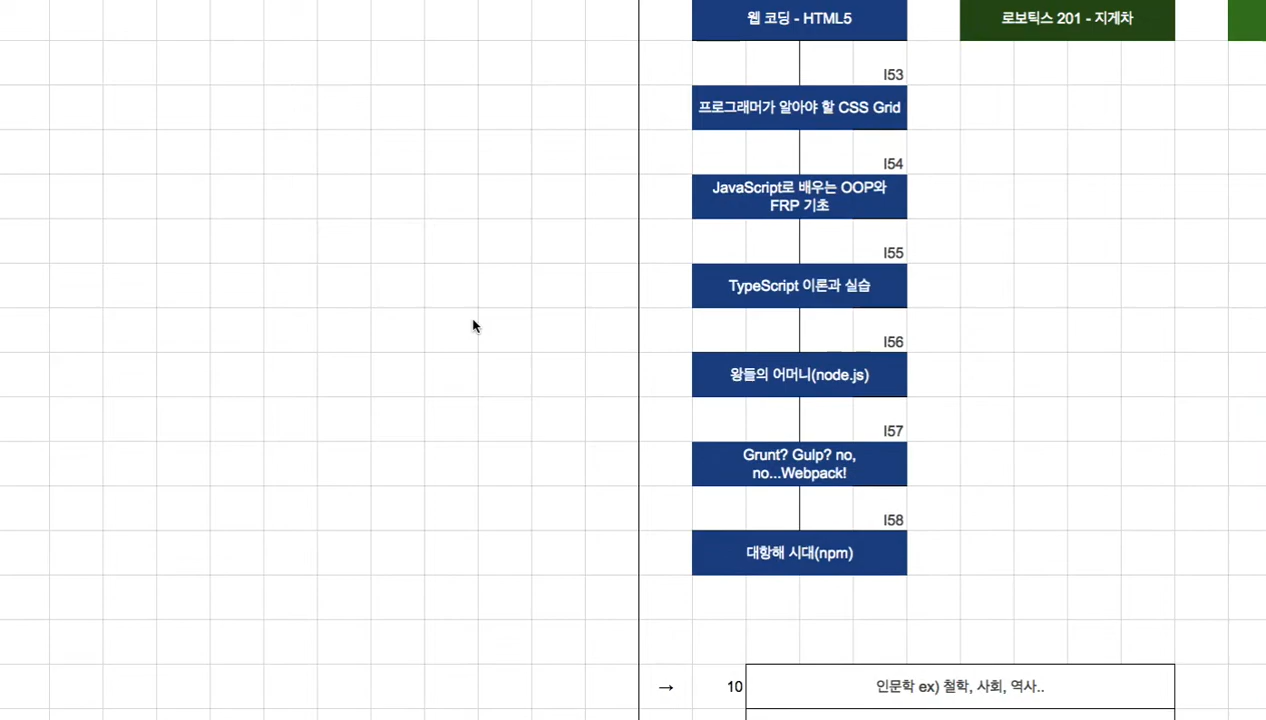 웹 코딩 - HTML5
로보틱스 201 - 지게차
I53
프로그래머가 알아야 할 CSS Grid
I54
JavaScript로 배우는 OOP와
FRP 기초
I55
TypeScript 이론과 실습
I56
왕들의 어머니(node.js)
I57
Grunt? Gulp? no,
no...Webpack!
I58
대항해 시대(npm)
→ 10 인문학 ex) 철학, 사회, 역사..